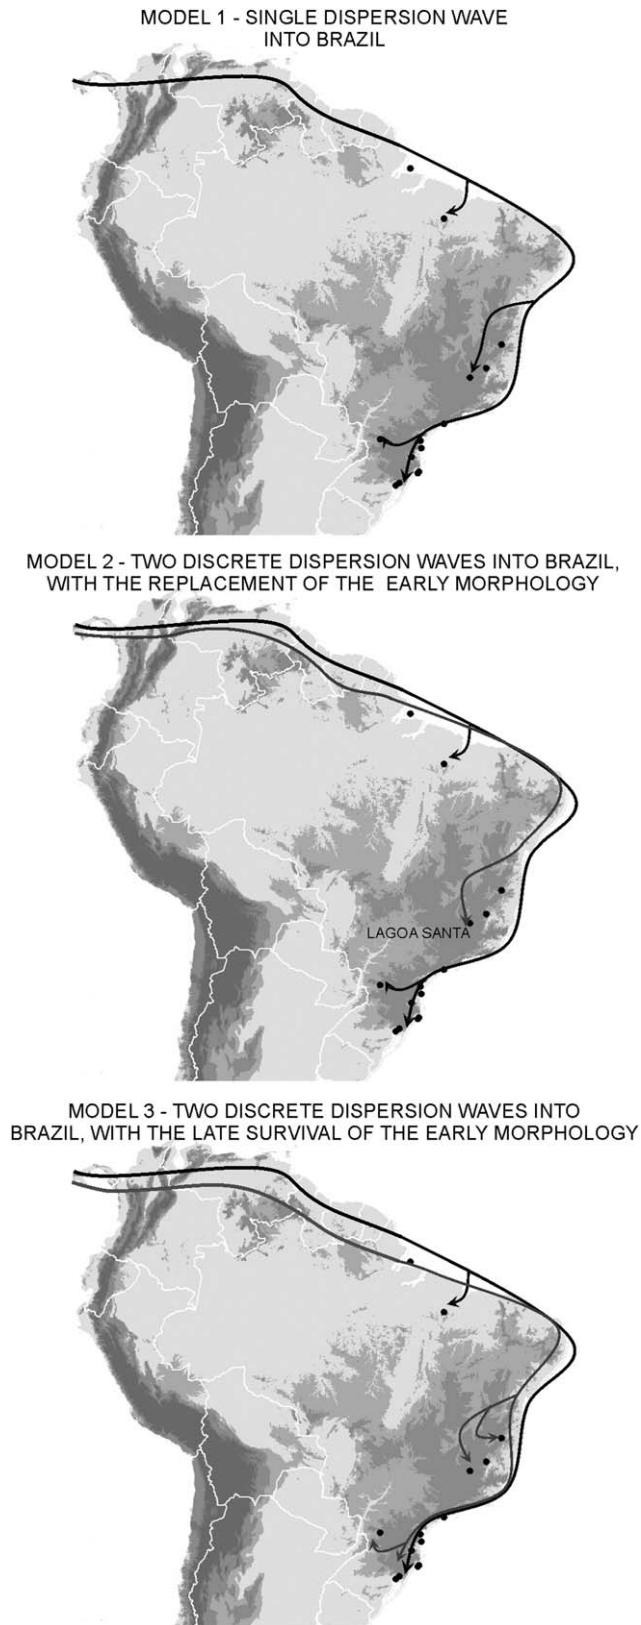 MODEL 1 - SINGLE DISPERSION WAVE
INTO BRAZIL
MODEL 2 - TWO DISCRETE DISPERSION WAVES INTO BRAZIL,
WITH THE REPLACEMENT OF THE EARLY MORPHOLOGY
LAGOA SANTA
MODEL 3 - TWO DISCRETE DISPERSION WAVES INTO
BRAZIL, WITH THE LATE SURVIVAL OF THE EARLY MORPHOLOGY